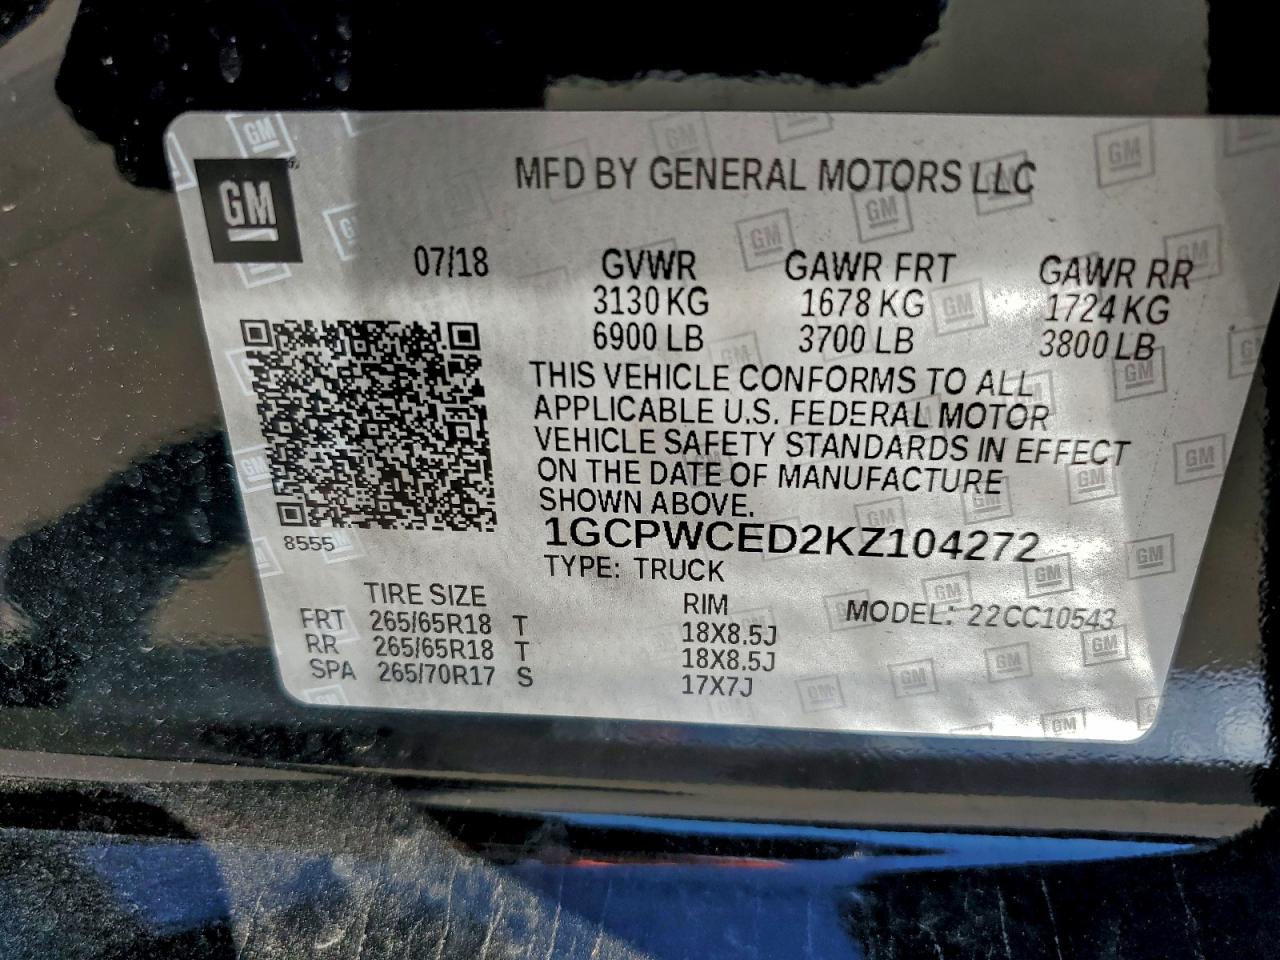 GM
MFD BY GENERAL MOTORS LLC
07/18 GVWR GAWR FRT GAWR RR
3130 KG 1678 KG 1724 KG
6900 LB 3700 LB 3800 LB
THIS VEHICLE CONFORMS TO ALL
APPLICABLE U.S. FEDERAL MOTOR
VEHICLE SAFETY STANDARDS IN EFFECT
ON THE DATE OF MANUFACTURE
SHOWN ABOVE.
8555
1GCPWCED2KZ104272
TYPE: TRUCK
TIRE SIZE RIM MODEL: 22CC10543
FRT 265/65R18 T 18X8.5J
RR 265/65R18 T 18X8.5J
SPA 265/70R17 S 17X7J